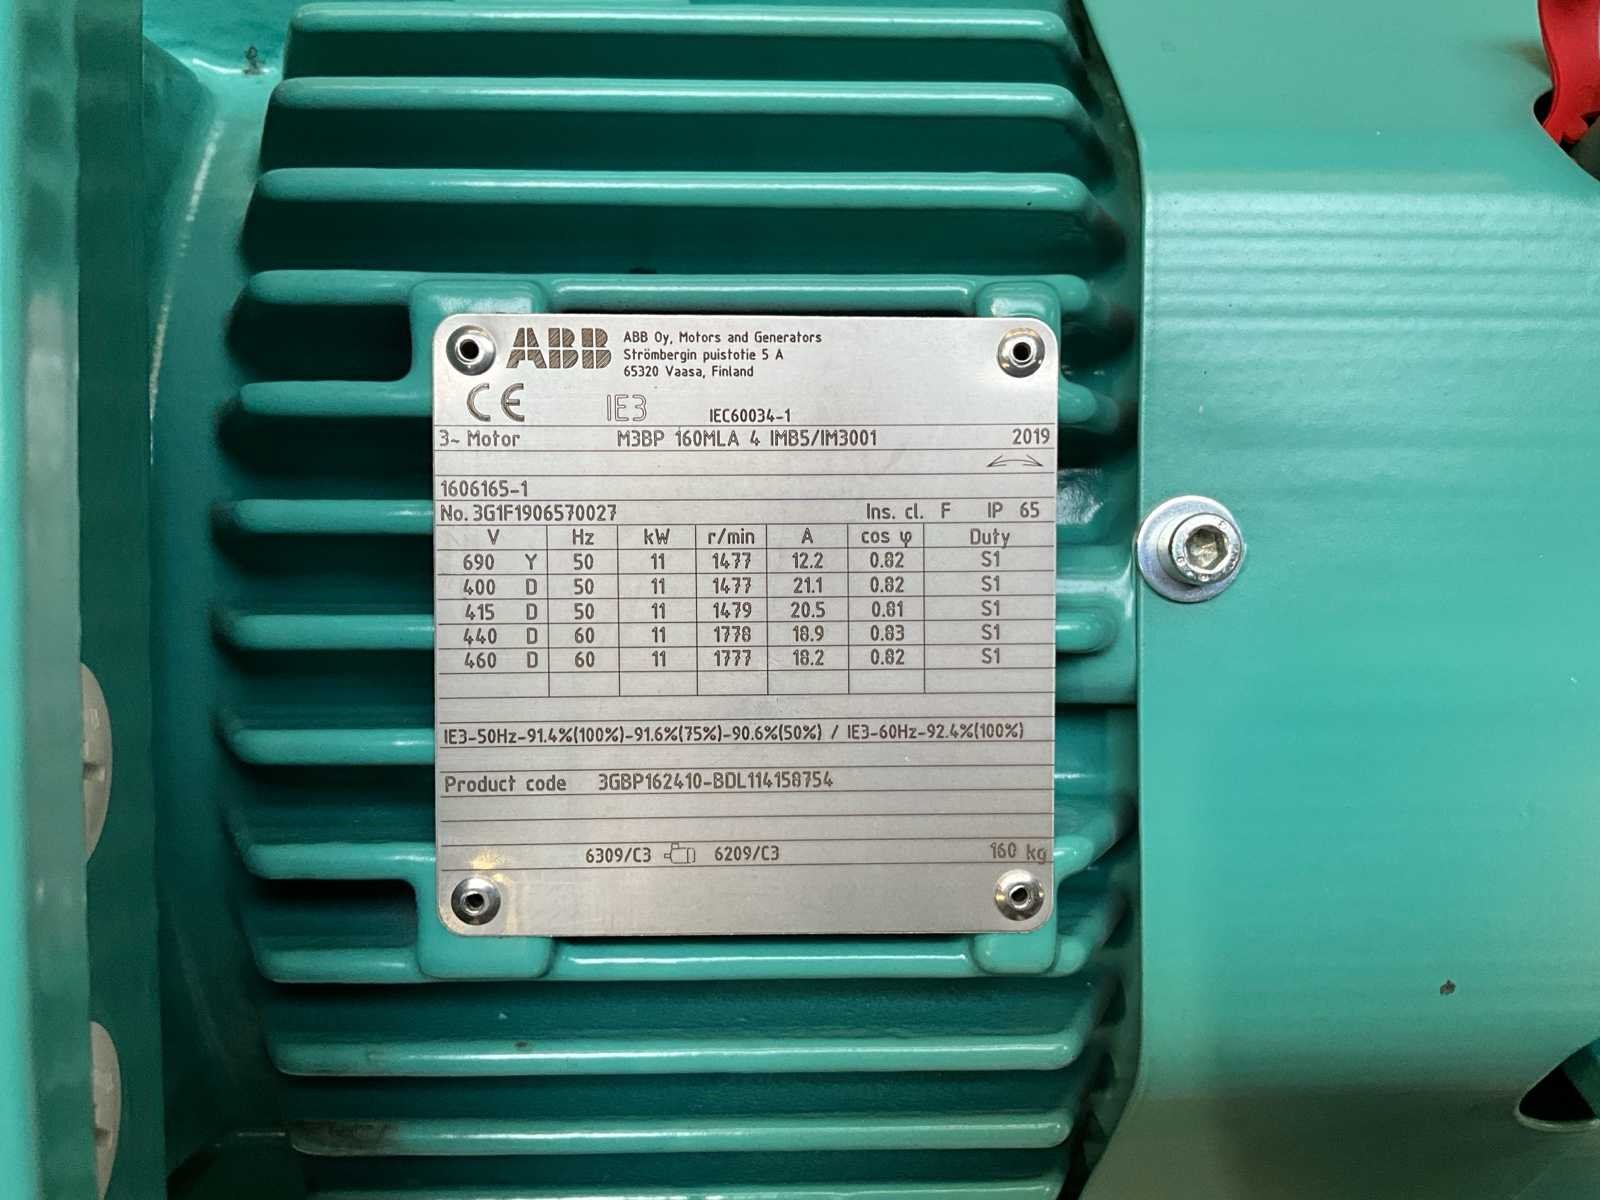 ABB ABB Oy, Motors and Generators
Strömbergin puistotie 5 A
65320 Vaasa, Finland
CE IE3 IEC60034-1
3~ Motor M3BP 160MLA 4 IMB5/IM3001 2019
1606165-1
No. 3G1F1906570027 Ins. cl. F IP 65
V Hz kW r/min A cos φ Duty
690 Y 50 11 1477 12.2 0.82 S1
400 D 50 11 1477 21.1 0.82 S1
415 D 50 11 1479 20.5 0.81 S1
440 D 60 11 1778 18.9 0.83 S1
460 D 60 11 1777 18.2 0.82 S1
IE3-50Hz-91.4%(100%)-91.6%(75%)-90.6%(50%) / IE3-60Hz-92.4%(100%)
Product code 3GBP162410-BDL114158754
6309/C3 6209/C3 160 kg